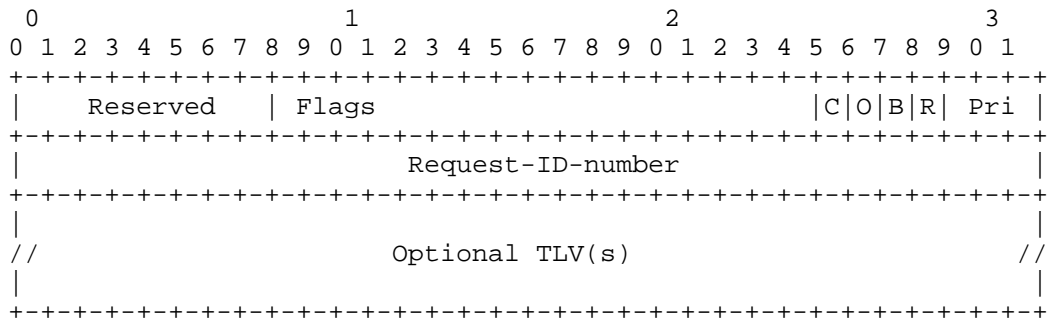 0                   1                   2                   3
0 1 2 3 4 5 6 7 8 9 0 1 2 3 4 5 6 7 8 9 0 1 2 3 4 5 6 7 8 9 0 1
+-+-+-+-+-+-+-+-+-+-+-+-+-+-+-+-+-+-+-+-+-+-+-+-+-+-+-+-+-+-+-+-+
|    Reserved   | Flags                           |C|O|B|R| Pri |
+-+-+-+-+-+-+-+-+-+-+-+-+-+-+-+-+-+-+-+-+-+-+-+-+-+-+-+-+-+-+-+-+
|                        Request-ID-number                      |
+-+-+-+-+-+-+-+-+-+-+-+-+-+-+-+-+-+-+-+-+-+-+-+-+-+-+-+-+-+-+-+-+
|                                                               |
//                      Optional TLV(s)                        //
|                                                               |
+-+-+-+-+-+-+-+-+-+-+-+-+-+-+-+-+-+-+-+-+-+-+-+-+-+-+-+-+-+-+-+-+